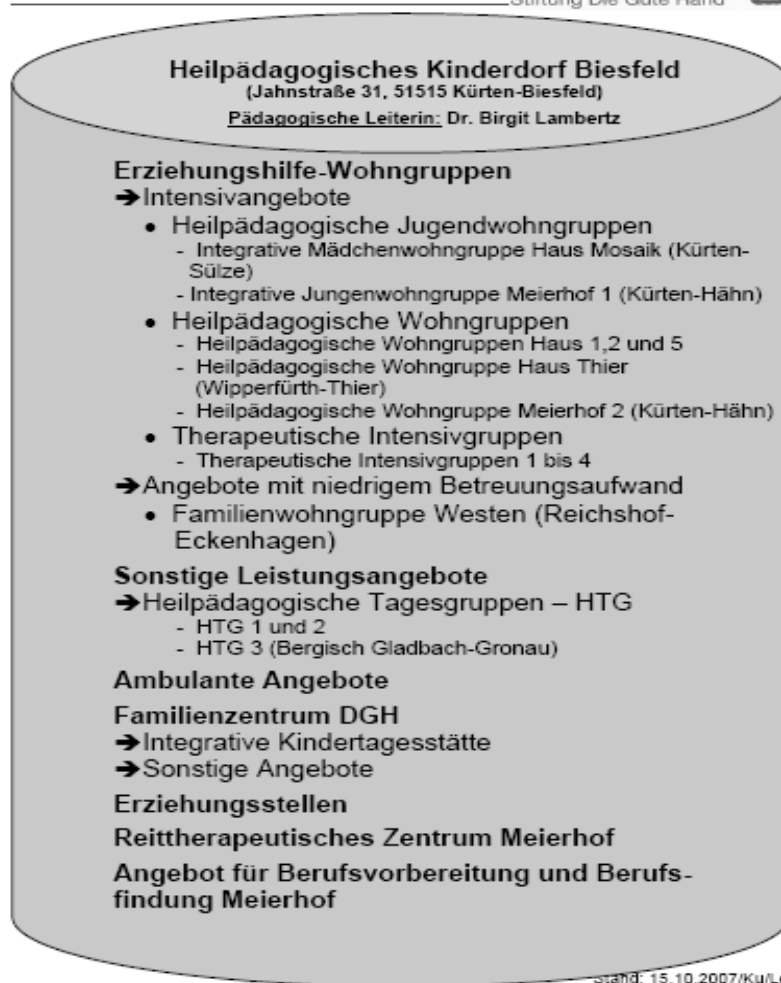 Stiftung Die Gute Hand
Heilpädagogisches Kinderdorf Biesfeld
(Jahnstraße 31, 51515 Kürten-Biesfeld)
Pädagogische Leiterin: Dr. Birgit Lambertz
Erziehungshilfe-Wohngruppen
➔Intensivangebote
• Heilpädagogische Jugendwohngruppen
- Integrative Mädchenwohngruppe Haus Mosaik (Kürten-
Sülze)
- Integrative Jungenwohngruppe Meierhof 1 (Kürten-Hähn)
• Heilpädagogische Wohngruppen
- Heilpädagogische Wohngruppen Haus 1,2 und 5
- Heilpädagogische Wohngruppe Haus Thier
(Wipperfürth-Thier)
- Heilpädagogische Wohngruppe Meierhof 2 (Kürten-Hähn)
• Therapeutische Intensivgruppen
- Therapeutische Intensivgruppen 1 bis 4
➔Angebote mit niedrigem Betreuungsaufwand
• Familienwohngruppe Westen (Reichshof-
Eckenhagen)
Sonstige Leistungsangebote
➔Heilpädagogische Tagesgruppen – HTG
- HTG 1 und 2
- HTG 3 (Bergisch Gladbach-Gronau)
Ambulante Angebote
Familienzentrum DGH
➔Integrative Kindertagesstätte
➔Sonstige Angebote
Erziehungsstellen
Reittherapeutisches Zentrum Meierhof
Angebot für Berufsvorbereitung und Berufs-
findung Meierhof
Stand: 15.10.2007/Ku/L